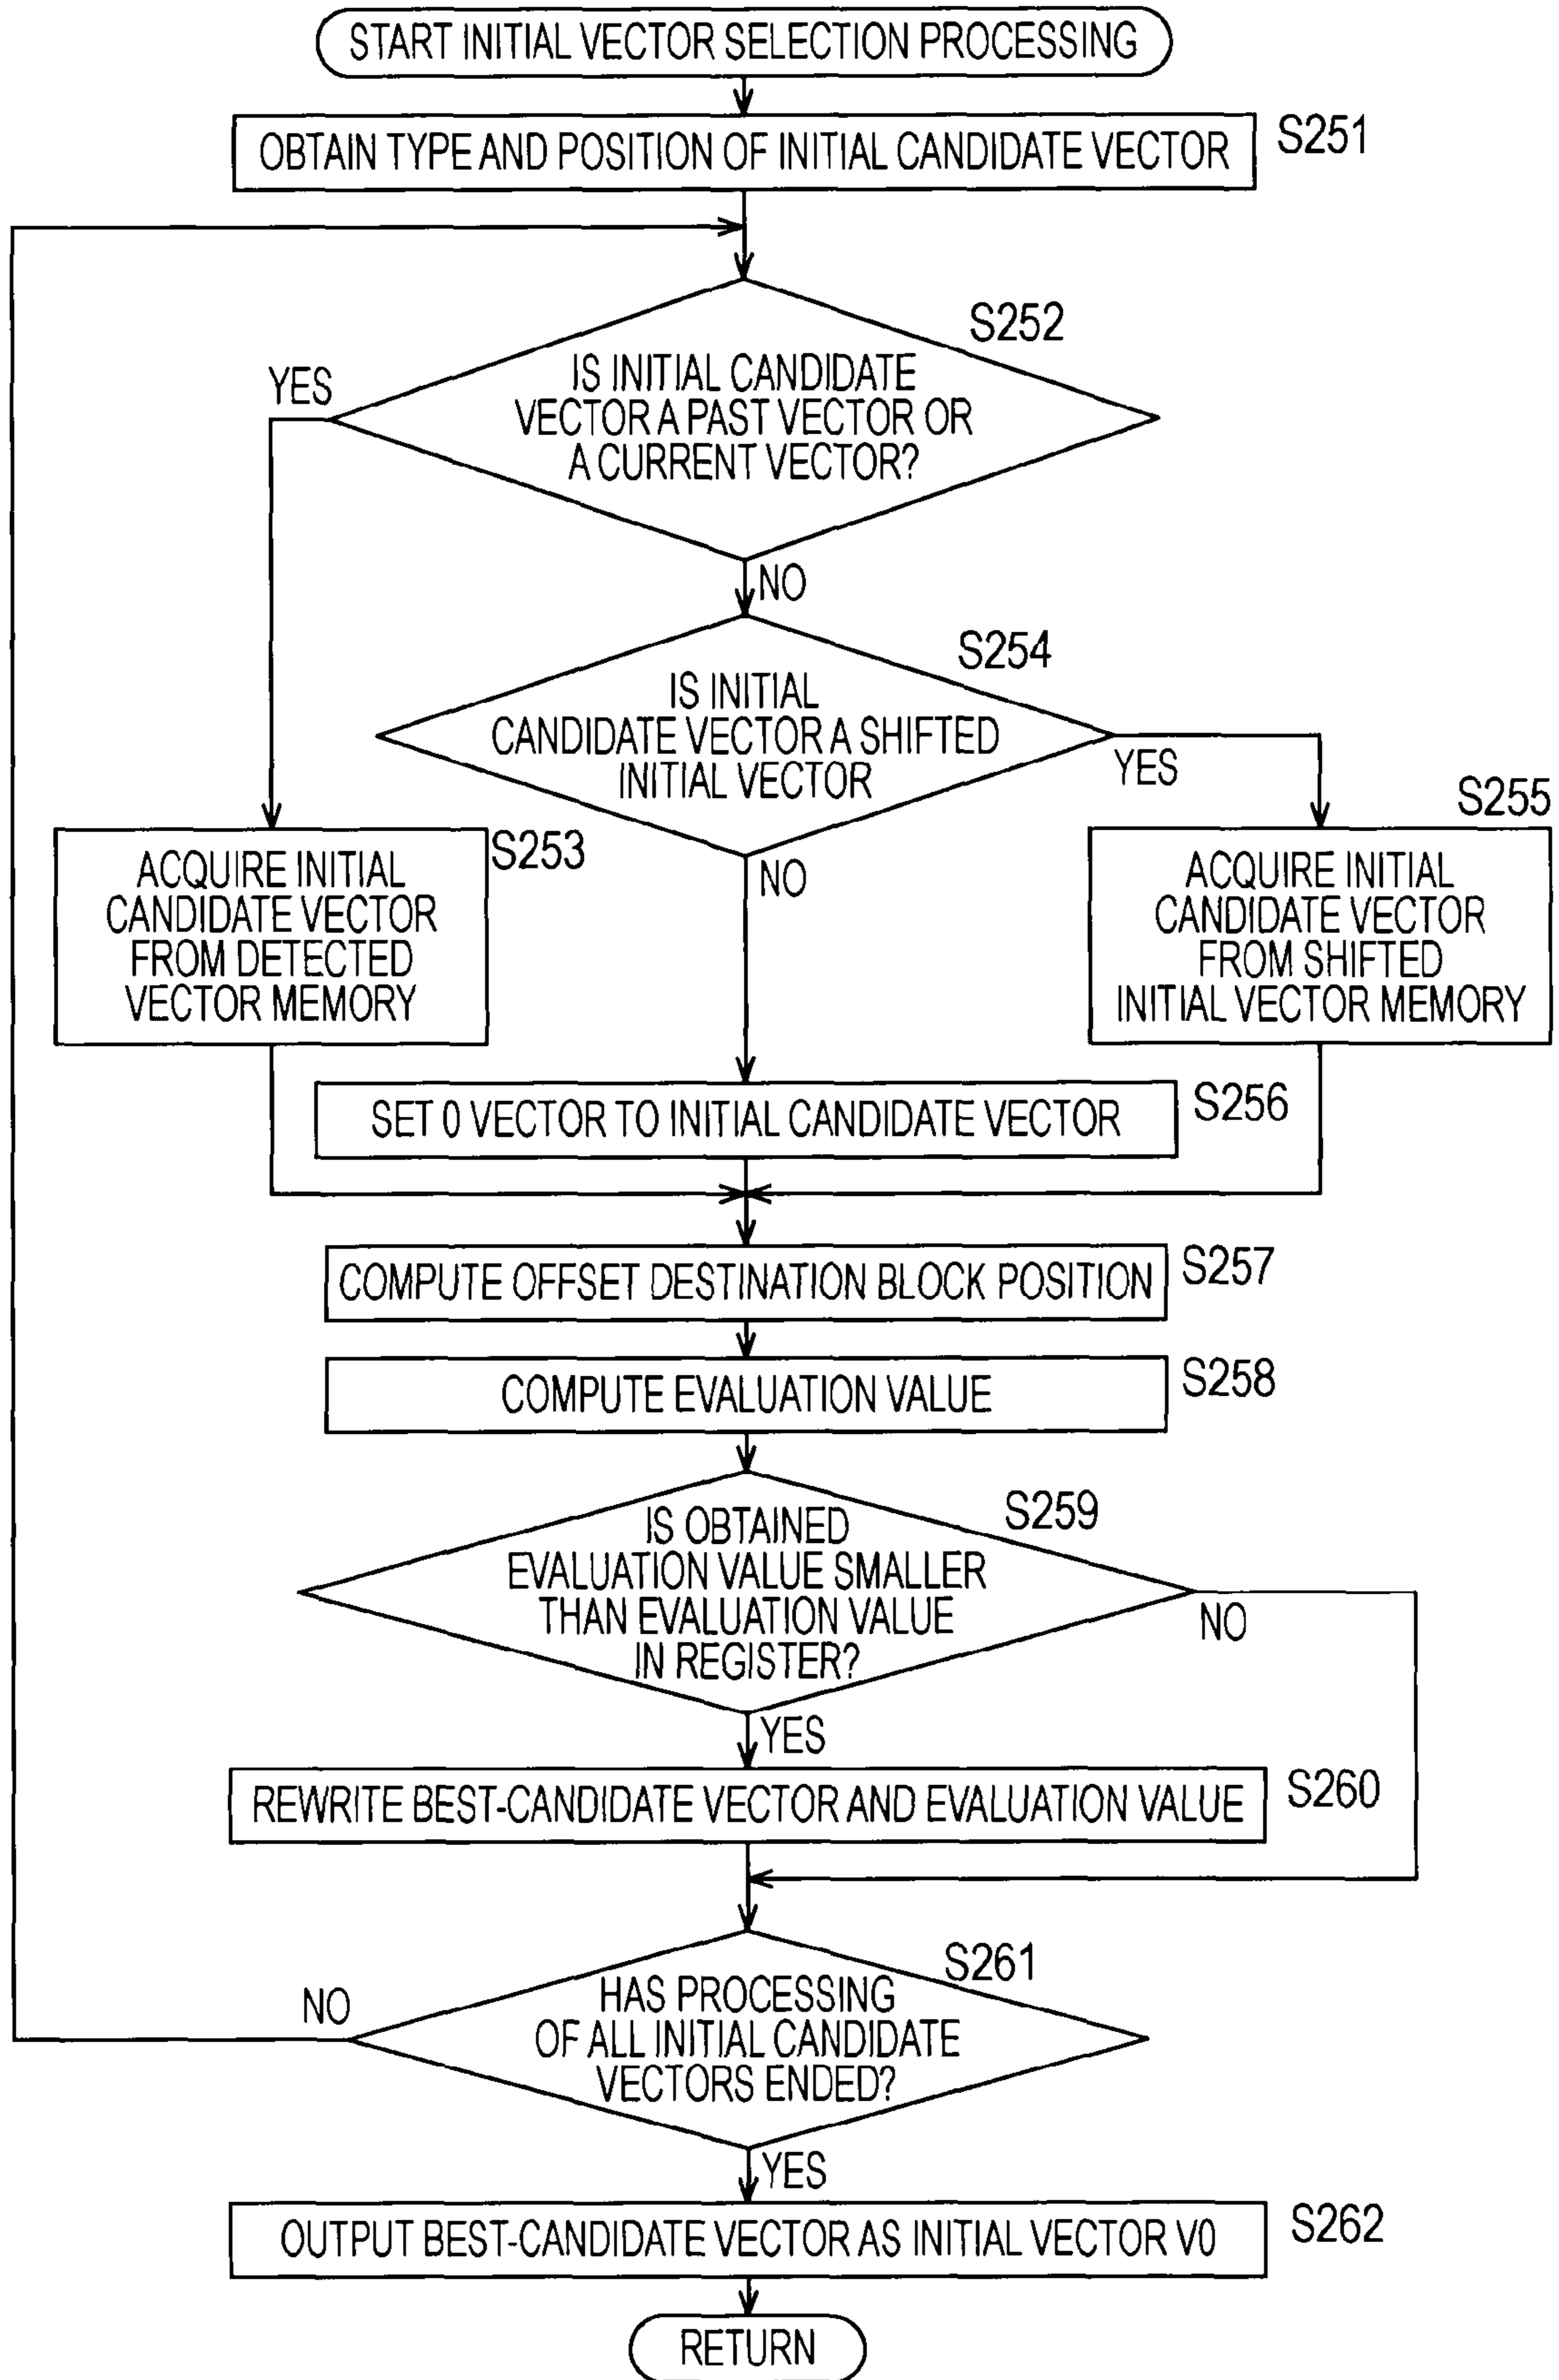 START INITIAL VECTOR SELECTION PROCESSING
OBTAIN TYPE AND POSITION OF INITIAL CANDIDATE VECTOR
S251
S252
IS INITIAL CANDIDATE
VECTOR A PAST VECTOR OR
A CURRENT VECTOR?
YES
NO
S254
IS INITIAL
CANDIDATE VECTOR A SHIFTED
INITIAL VECTOR
YES
NO
S253
ACQUIRE INITIAL
CANDIDATE VECTOR
FROM DETECTED
VECTOR MEMORY
S255
ACQUIRE INITIAL
CANDIDATE VECTOR
FROM SHIFTED
INITIAL VECTOR MEMORY
SET 0 VECTOR TO INITIAL CANDIDATE VECTOR
S256
COMPUTE OFFSET DESTINATION BLOCK POSITION
S257
COMPUTE EVALUATION VALUE
S258
S259
IS OBTAINED
EVALUATION VALUE SMALLER
THAN EVALUATION VALUE
IN REGISTER?
NO
YES
REWRITE BEST-CANDIDATE VECTOR AND EVALUATION VALUE
S260
S261
HAS PROCESSING
OF ALL INITIAL CANDIDATE
VECTORS ENDED?
NO
YES
OUTPUT BEST-CANDIDATE VECTOR AS INITIAL VECTOR V0
S262
RETURN